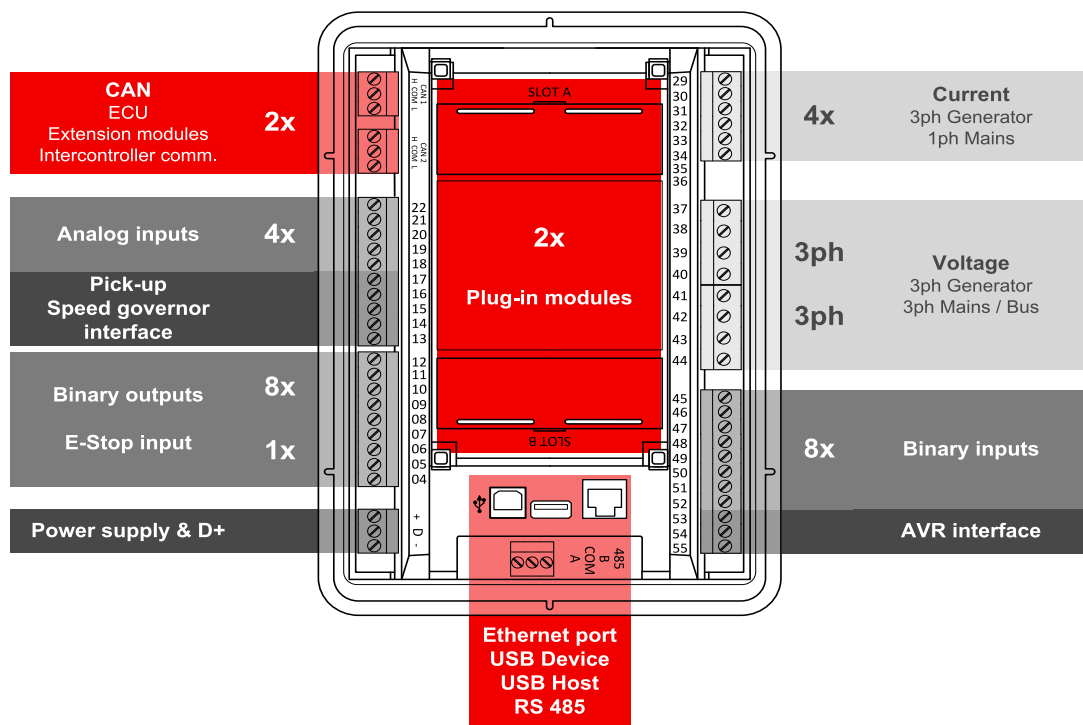 CAN
ECU
Extension modules
Intercontroller comm.
2x
Analog inputs
4x
Pick-up
Speed governor
interface
Binary outputs
8x
E-Stop input
1x
Power supply & D+
H COM L
CAN 1
H COM L
CAN 2
22
21
20
19
18
17
16
15
14
13
12
11
10
09
08
07
06
05
04
+
D
-
SLOT A
2x
Plug-in modules
SLOT B
485
B
COM
A
Ethernet port
USB Device
USB Host
RS 485
29
30
31
32
33
34
35
36
37
38
39
40
41
42
43
44
45
46
47
48
49
50
51
52
53
54
55
4x
Current
3ph Generator
1ph Mains
3ph
3ph
Voltage
3ph Generator
3ph Mains / Bus
8x
Binary inputs
AVR interface